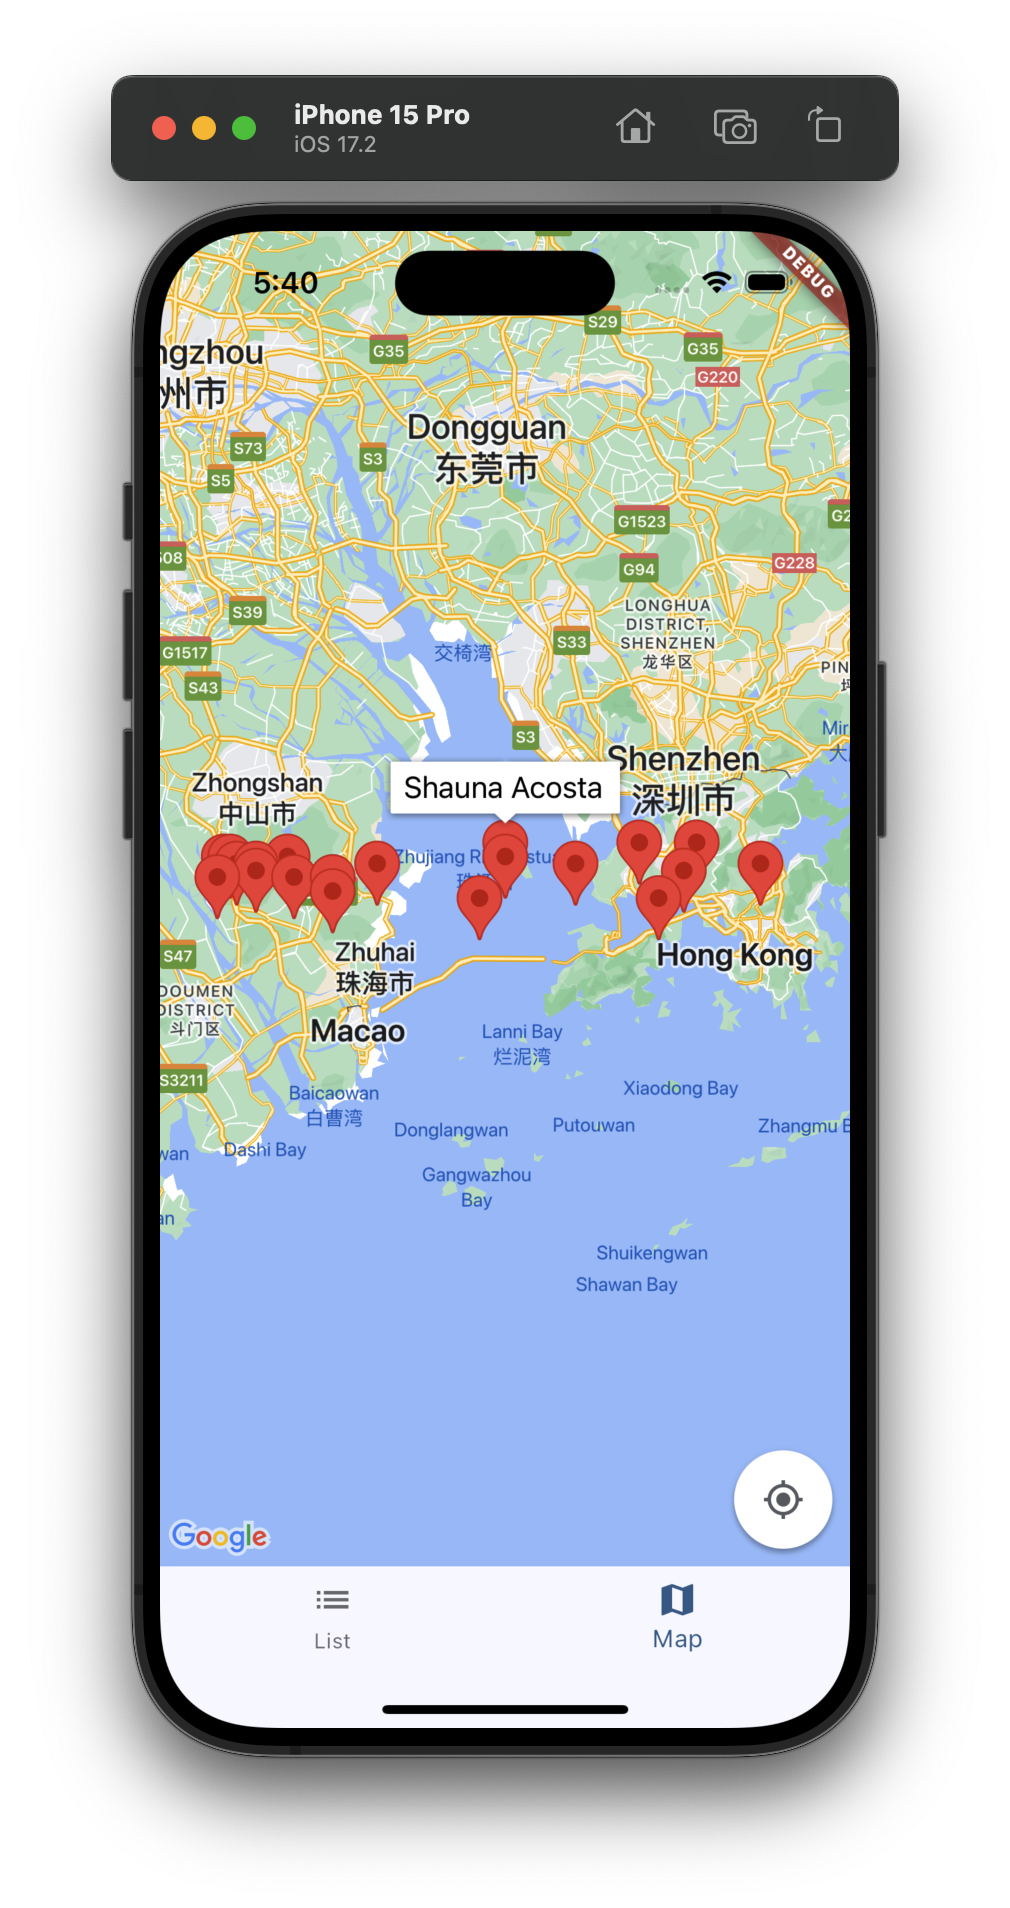 iPhone 15 Pro
iOS 17.2
5:40
DEBUG
S29
G35
G35
ngzhou
州市
G220
Dongguan
东莞市
S73
S3
S5
G1523
G2
G94
G228
S08
S39
LONGHUA
DISTRICT,
SHENZHEN
龙华区
交椅湾
S33
G1517
PIN
S43
S3
Mir
大
Shenzhen
深圳市
Zhongshan
中山市
Shauna Acosta
Zhujiang R
stua
Zhuhai
珠海市
S47
Hong Kong
DOUMEN
DISTRICT
斗门区
Macao
Lanni Bay
烂泥湾
S3211
Baicaowan
白曹湾
Xiaodong Bay
Donglangwan
Putouwan
Zhangmu B
wan
Dashi Bay
Gangwazhou
Bay
an
Shuikengwan
Shawan Bay
Google
List
Map